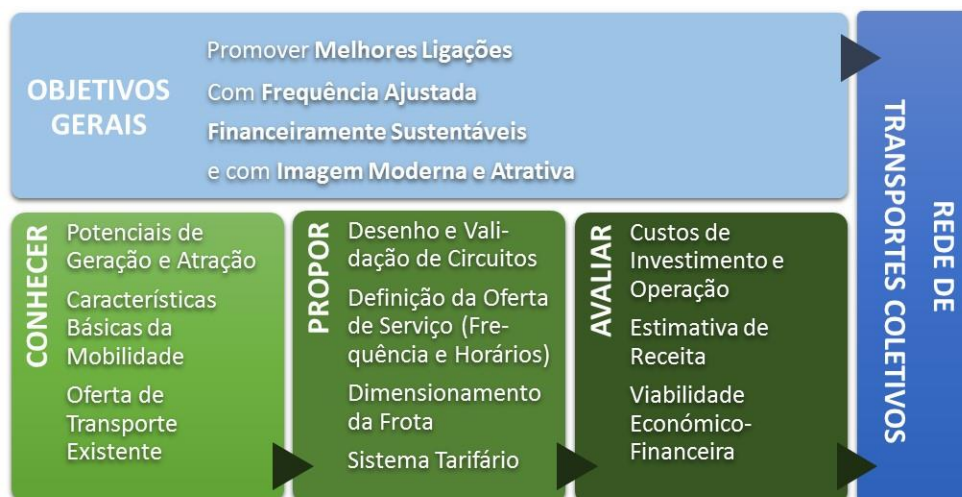 OBJETIVOS
GERAIS
Promover Melhores Ligações
Com Frequência Ajustada
Financeiramente Sustentáveis
e com Imagem Moderna e Atrativa
CONHECER
Potenciais de
Geração e Atração
Características
Básicas da
Mobilidade
Oferta de
Transporte
Existente
PROPOR
Desenho e Vali-
dação de Circuitos
Definição da Oferta
de Serviço (Fre-
quência e Horários)
Dimensionamento
da Frota
Sistema Tarifário
AVALIAR
Custos de
Investimento e
Operação
Estimativa de
Receita
Viabilidade
Económico-
Financeira
REDE DE
TRANSPORTES COLETIVOS